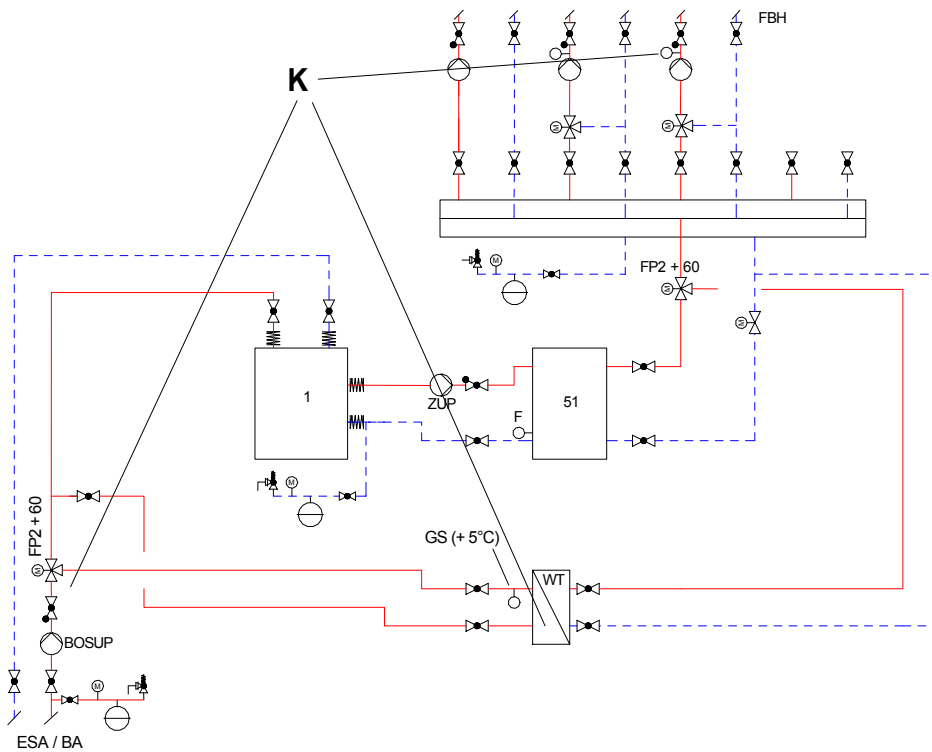 FBH
K
M
M
M
FP2 + 60
M
M
1
ZUP
51
F
M
FP2 + 60
GS (+ 5°C)
M
WT
BOSUP
M
ESA / BA